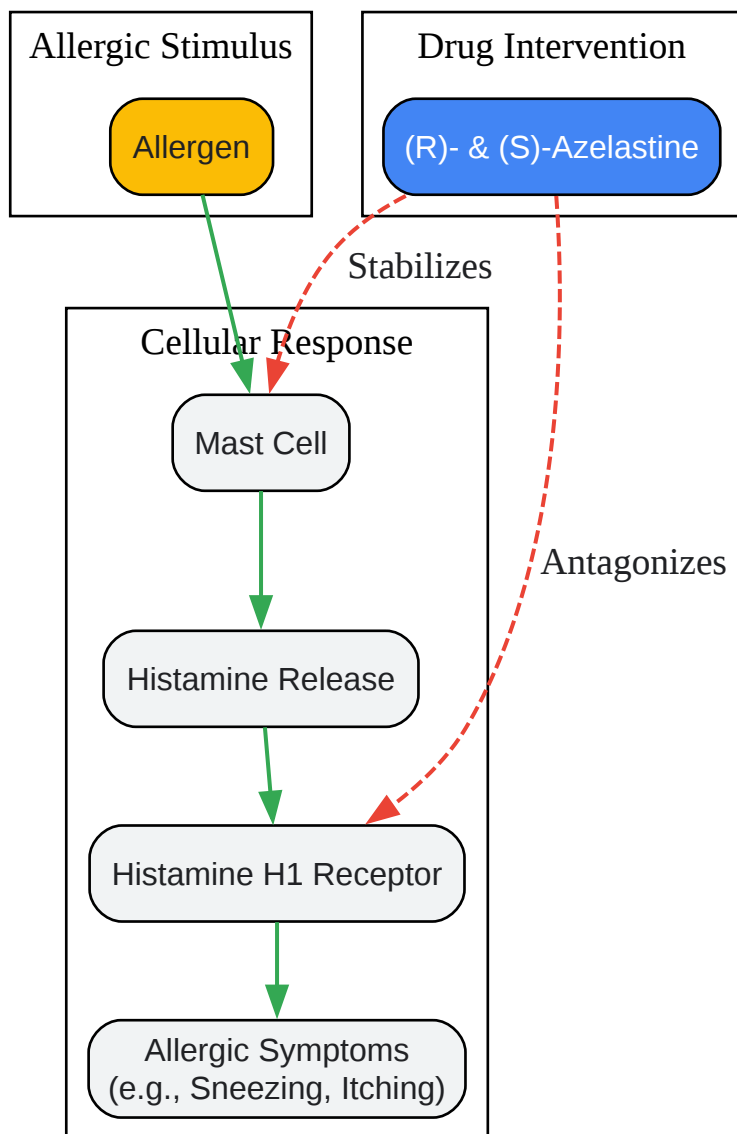 Allergic Stimulus
Drug Intervention
Allergen
(R)- & (S)-Azelastine
Stabilizes
Cellular Response
Mast Cell
Antagonizes
Histamine Release
Histamine H1 Receptor
Allergic Symptoms
(e.g., Sneezing, Itching)